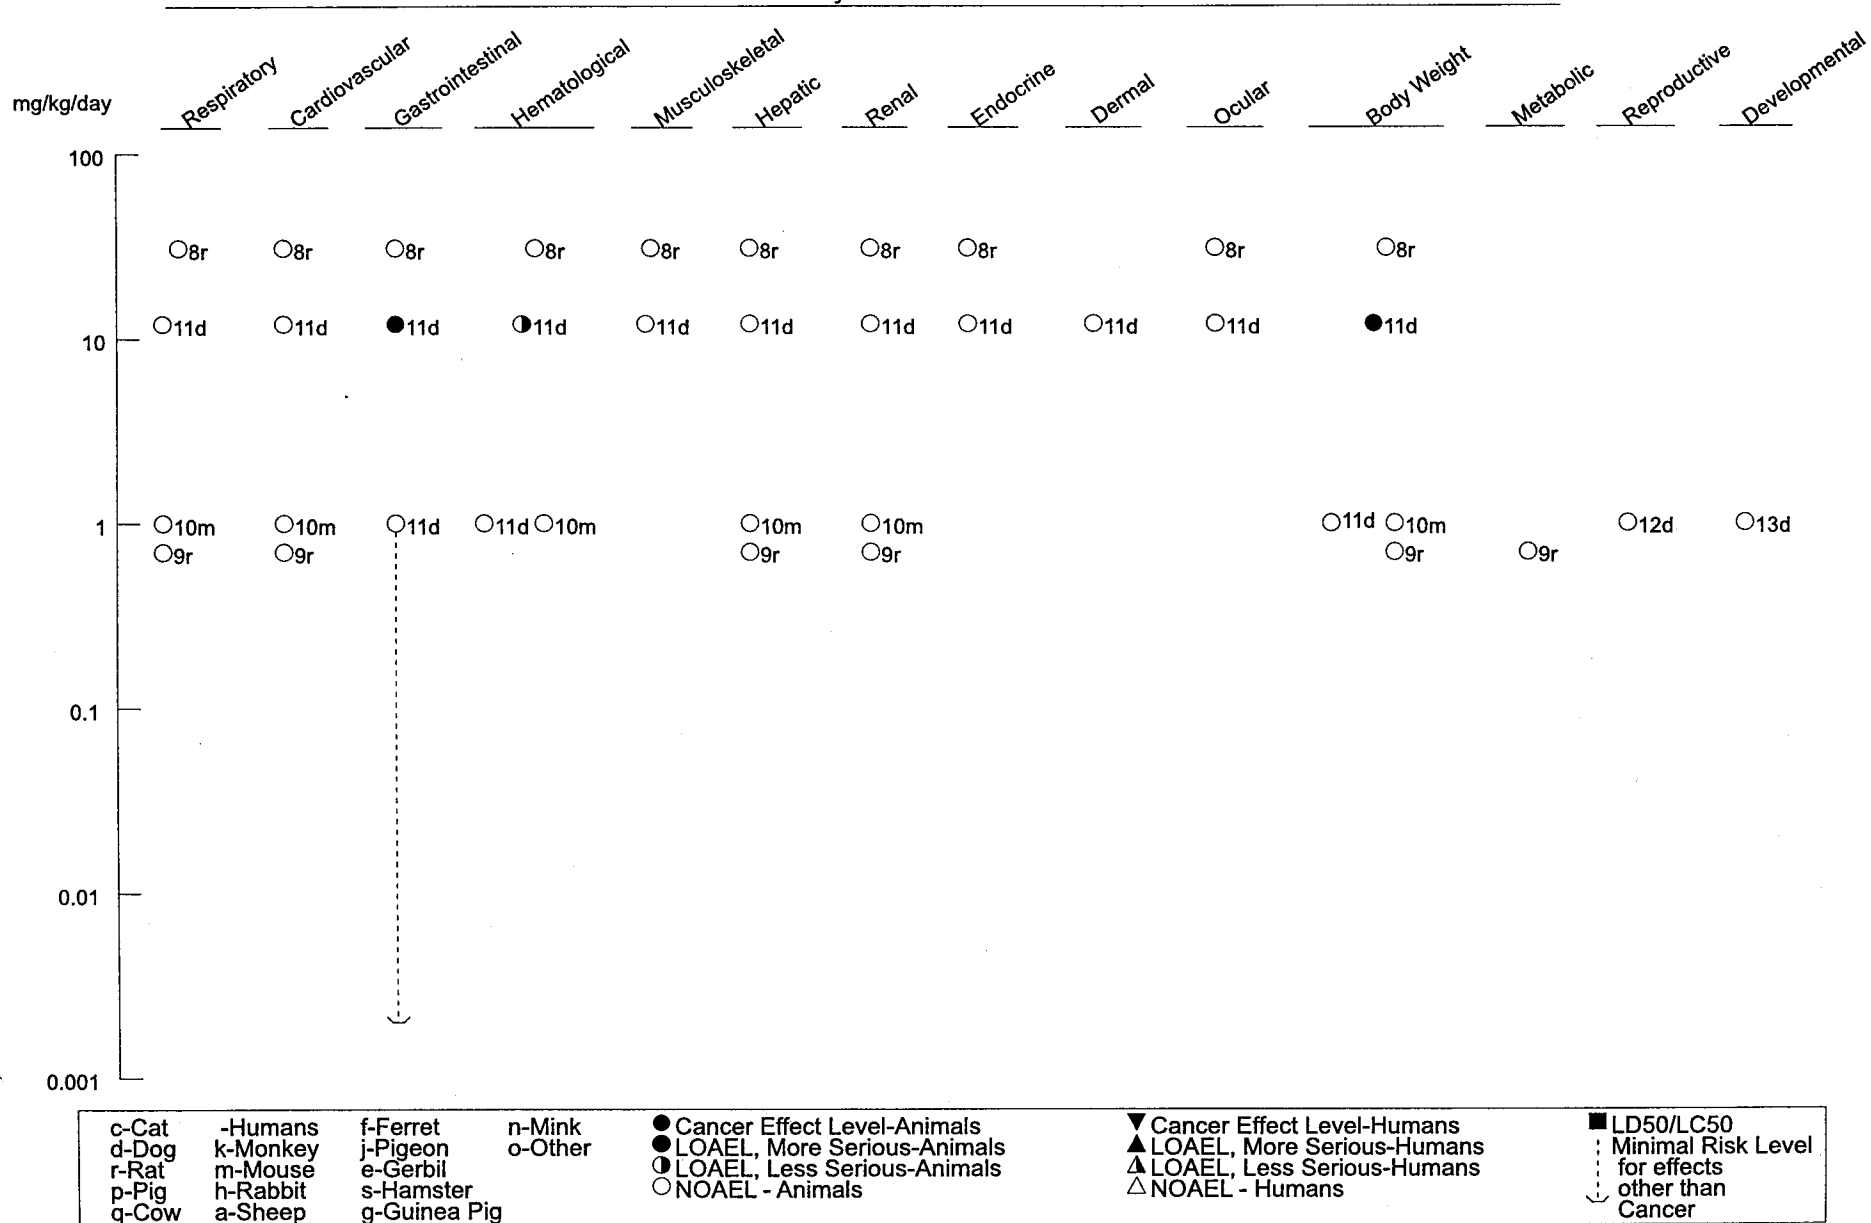 Respiratory Cardiovascular Gastrointestinal Hematological Musculoskeletal Hepatic Renal Endocrine Dermal Ocular Body Weight Metabolic Reproductive Developmental
mg/kg/day
100
8r 8r 8r 8r 8r 8r 8r 8r 8r 8r
11d 11d 11d 11d 11d 11d 11d 11d 11d 11d 11d
10
1 10m 10m 11d 11d 10m 10m 10m 11d 10m 12d 13d
9r 9r 9r 9r 9r 9r
0.1
0.01
0.001
c-Cat -Humans f-Ferret n-Mink Cancer Effect Level-Animals Cancer Effect Level-Humans LD50/LC50
d-Dog k-Monkey j-Pigeon o-Other LOAEL, More Serious-Animals LOAEL, More Serious-Humans Minimal Risk Level
r-Rat m-Mouse e-Gerbil LOAEL, Less Serious-Animals LOAEL, Less Serious-Humans for effects
p-Pig h-Rabbit s-Hamster NOAEL - Animals NOAEL - Humans other than
q-Cow a-Sheep g-Guinea Pig Cancer